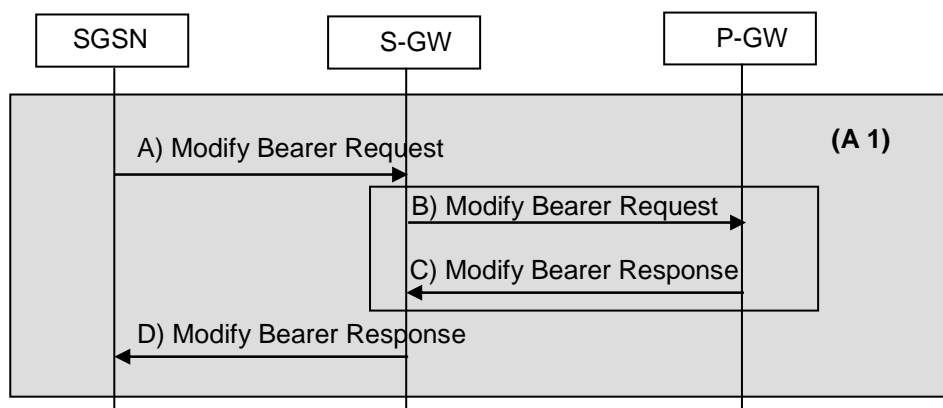 SGSN
S-GW
P-GW
(A 1)
A) Modify Bearer Request
B) Modify Bearer Request
C) Modify Bearer Response
D) Modify Bearer Response